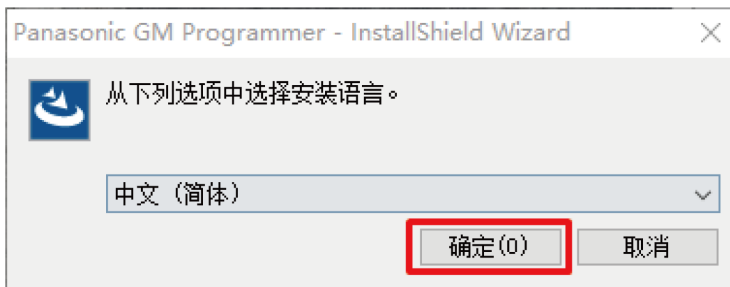 Panasonic GM Programmer - InstallShield Wizard
从下列选项中选择安装语言。
中文 (简体)
确定(O) 取消